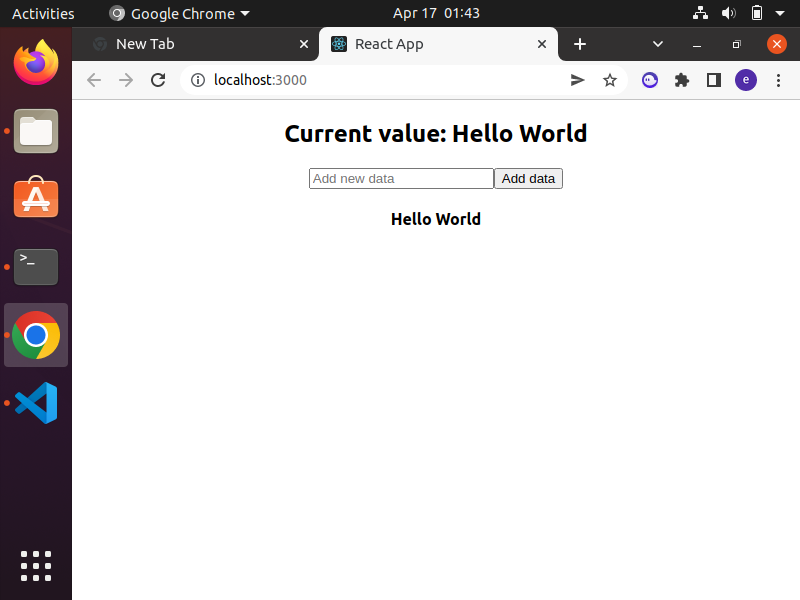 Activities Google Chrome Apr 17 01:43
New Tab React App
localhost:3000 e
Current value: Hello World
Add new data Add data
Hello World
>_